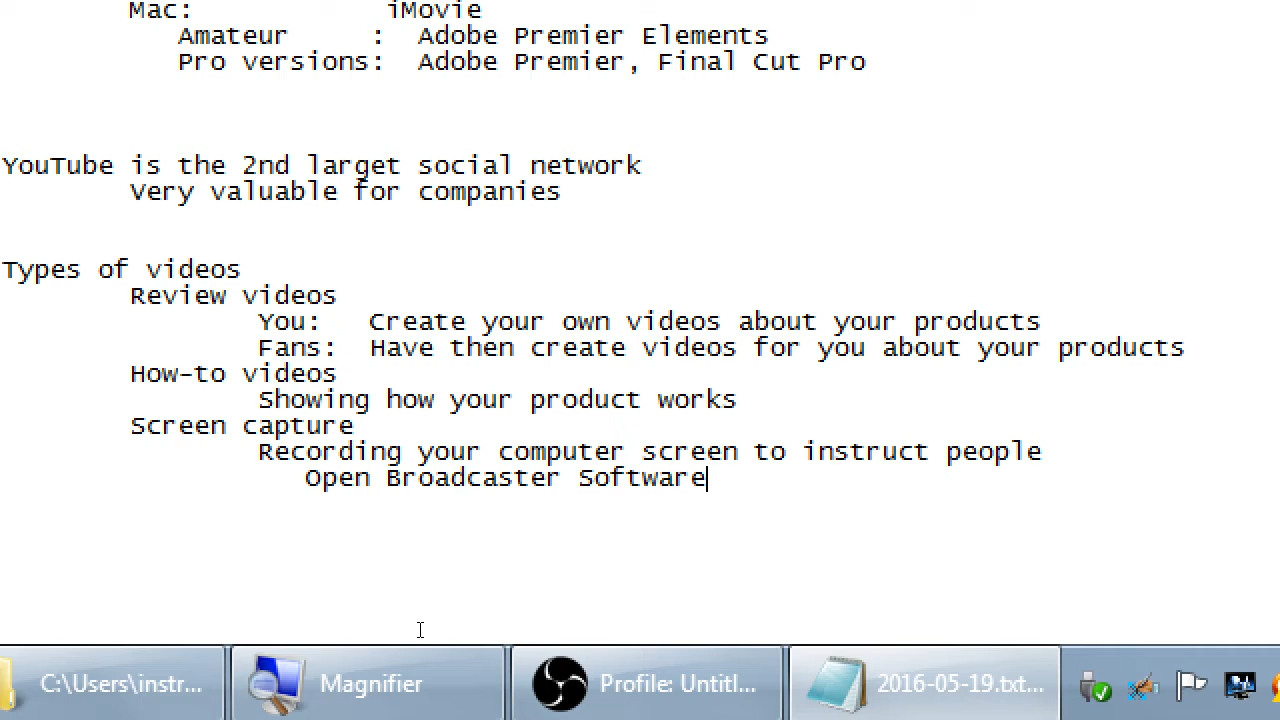 Mac: iMovie
Amateur : Adobe Premier Elements
Pro versions: Adobe Premier, Final Cut Pro
YouTube is the 2nd larget social network
Very valuable for companies
Types of videos
Review videos
You: Create your own videos about your products
Fans: Have then create videos for you about your products
How-to videos
Showing how your product works
Screen capture
Recording your computer screen to instruct people
Open Broadcaster Software
C:\Users\instr... Magnifier Profile: Untitl... 2016-05-19.txt...